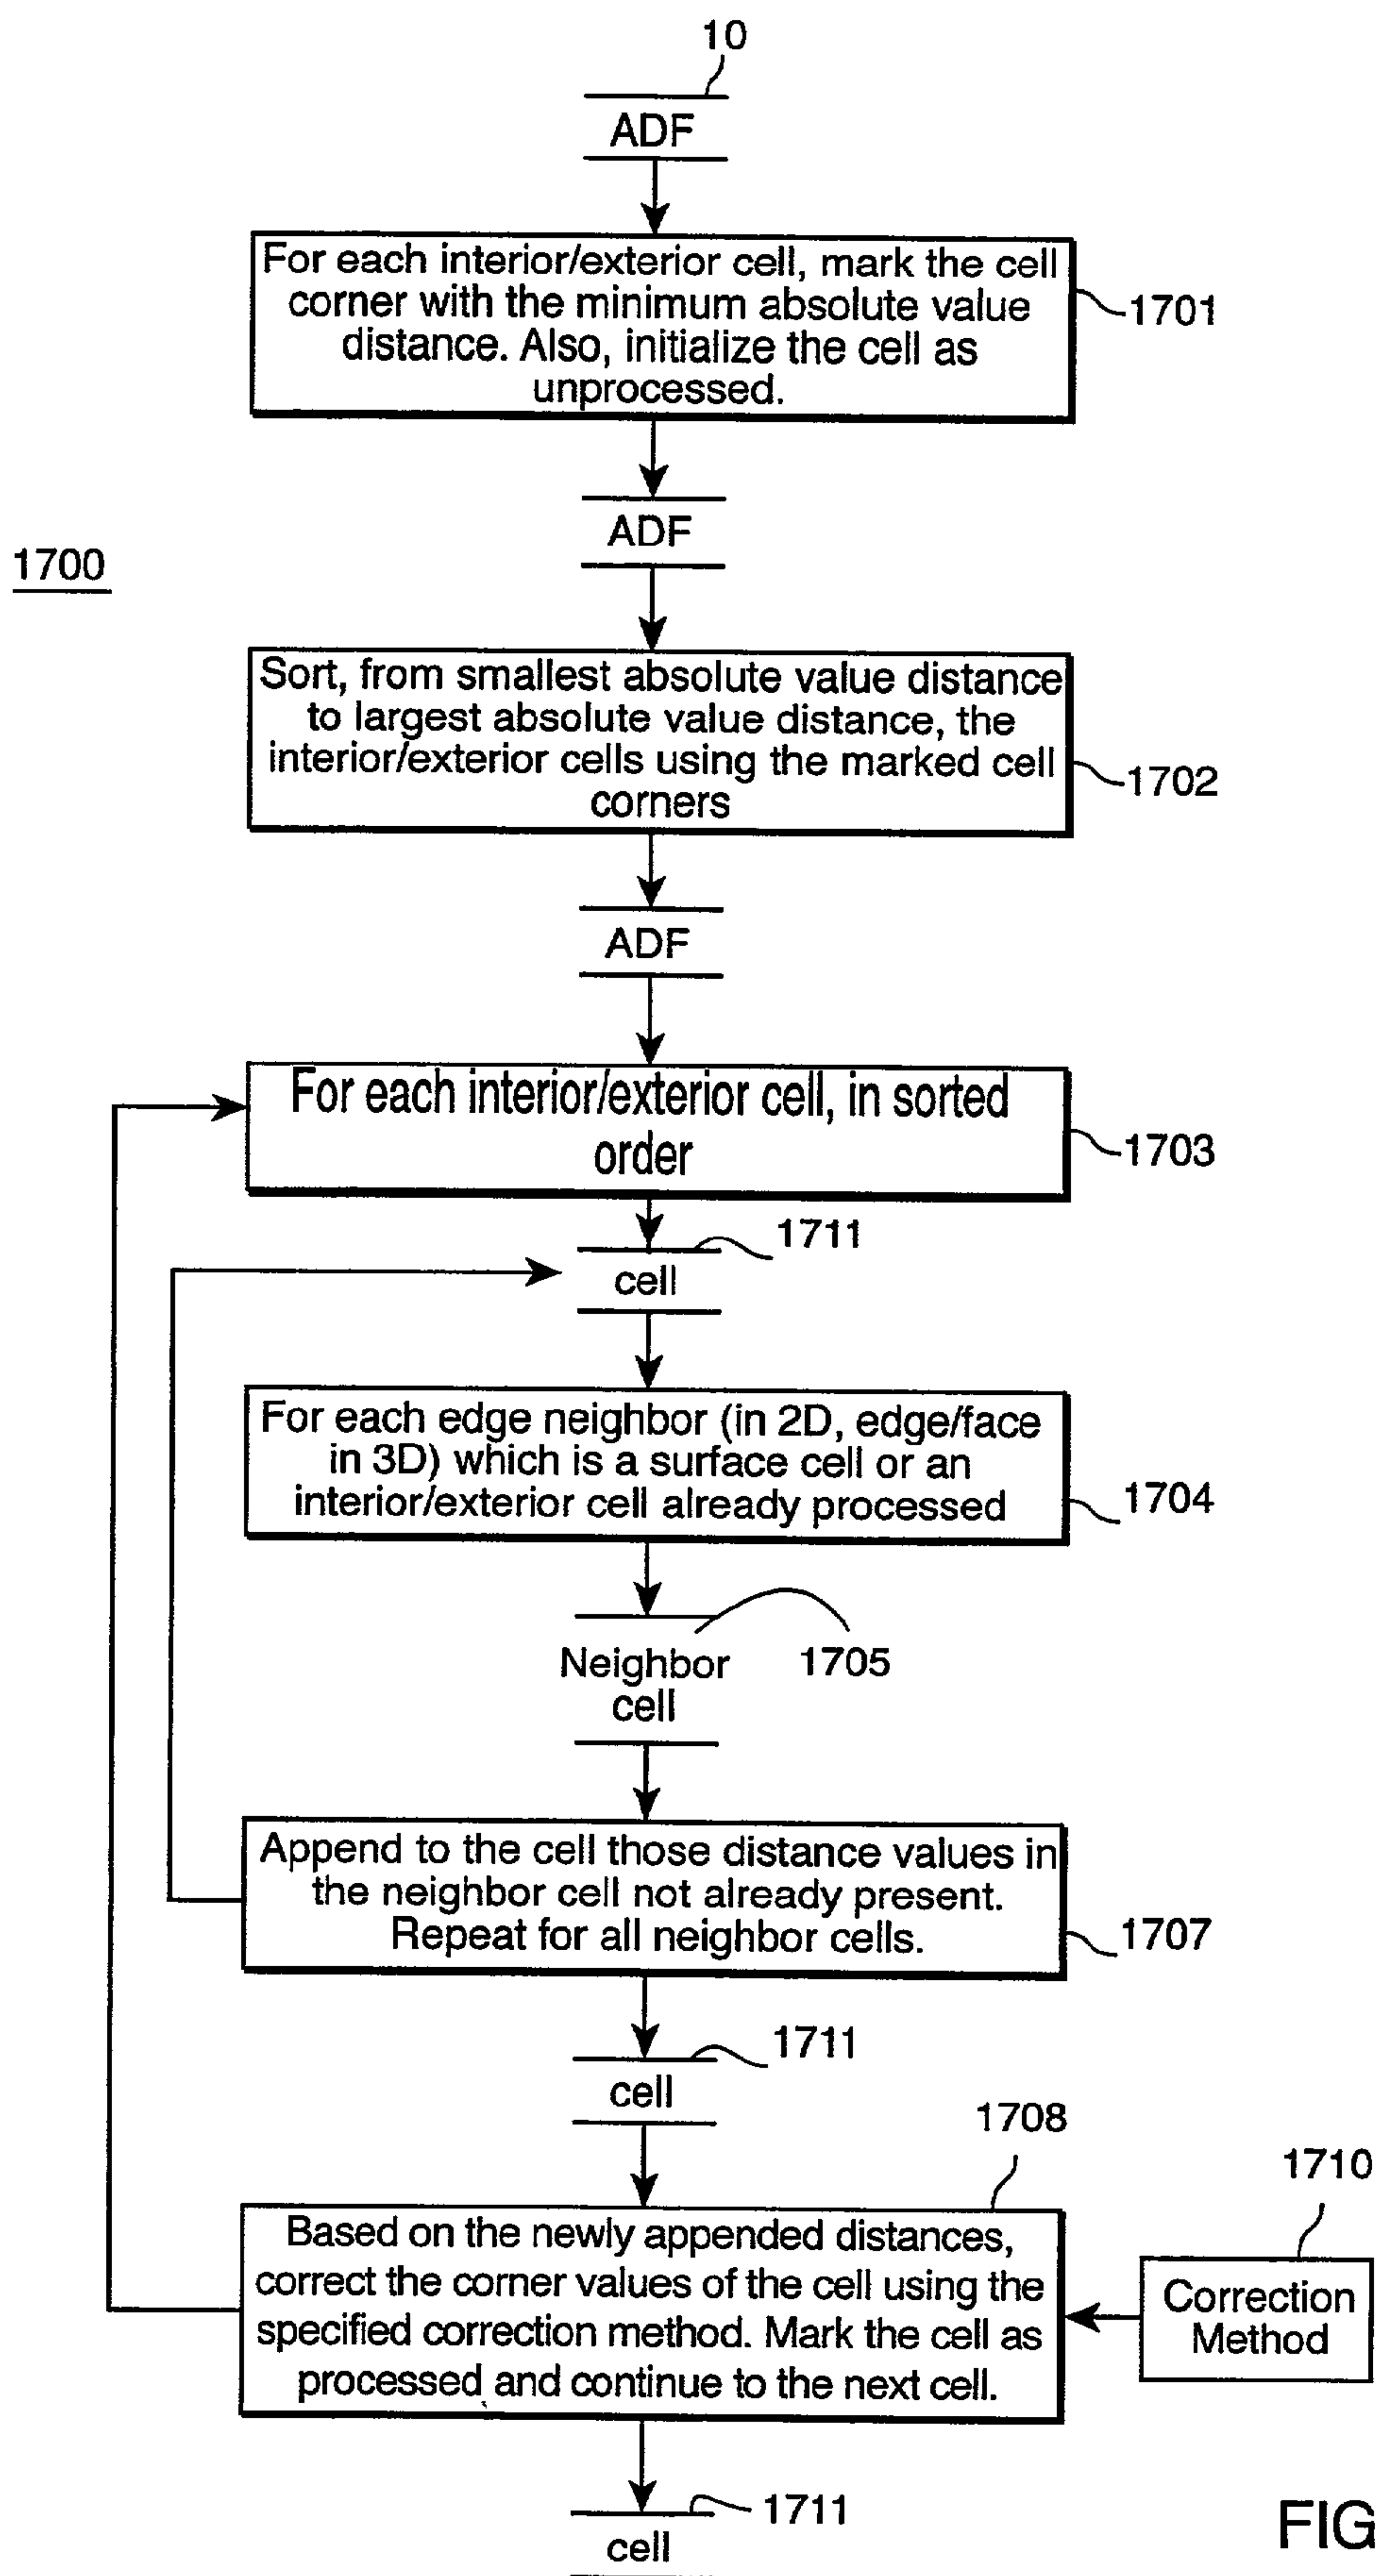 10
ADF
For each interior/exterior cell, mark the cell
corner with the minimum absolute value
distance. Also, initialize the cell as
unprocessed.
1701
ADF
1700
Sort, from smallest absolute value distance
to largest absolute value distance, the
interior/exterior cells using the marked cell
corners
1702
ADF
For each interior/exterior cell, in sorted
order
1703
1711
cell
For each edge neighbor (in 2D, edge/face
in 3D) which is a surface cell or an
interior/exterior cell already processed
1704
Neighbor
cell
1705
Append to the cell those distance values in
the neighbor cell not already present.
Repeat for all neighbor cells.
1707
1711
cell
1708
1710
Based on the newly appended distances,
correct the corner values of the cell using the
specified correction method. Mark the cell as
processed and continue to the next cell.
Correction
Method
1711
cell
FIG